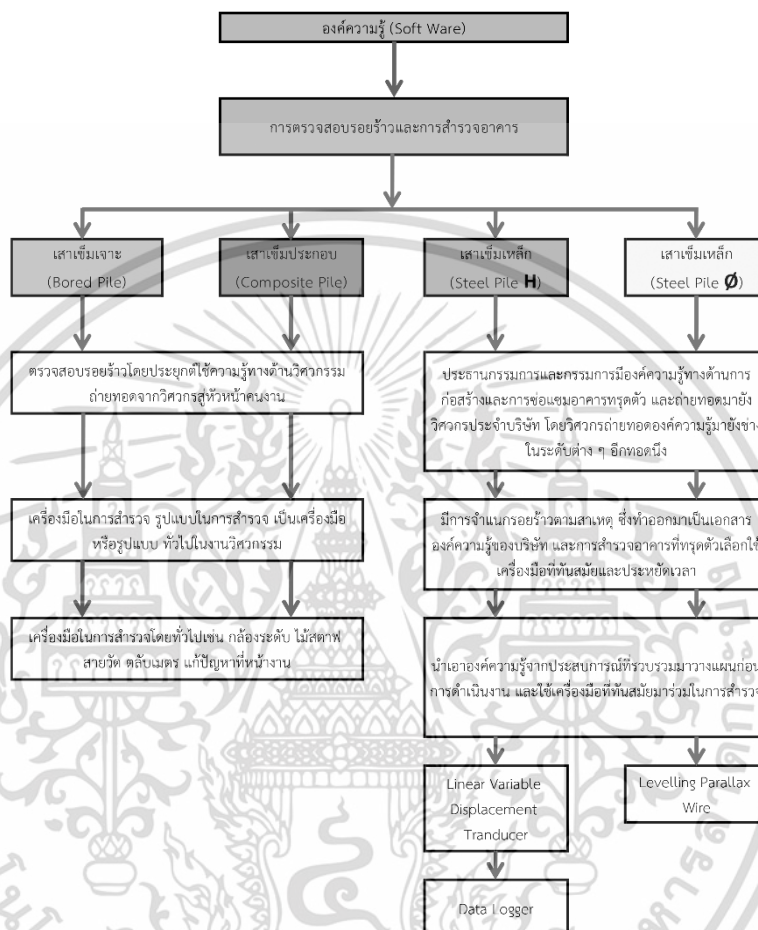 องค์ความรู้ (Soft Ware)
การตรวจสอบรอยร้าวและการสำรวจอาคาร
เสาเข็มเจาะ
(Bored Pile)
เสาเข็มประกอบ
(Composite Pile)
เสาเข็มเหล็ก
(Steel Pile H)
เสาเข็มเหล็ก
(Steel Pile Ø)
ตรวจสอบรอยร้าวโดยประยุกต์ใช้ความรู้ทางด้านวิศวกรรม
ถ่ายทอดจากวิศวกรสู่หัวหน้าคนงาน
เครื่องมือในการสำรวจ รูปแบบในการสำรวจ เป็นเครื่องมือ
หรือรูปแบบ ทั่วไปในงานวิศวกรรม
เครื่องมือในการสำรวจโดยทั่วไปเช่น กล้องระดับ ไม้สตาฟ
สายวัด ตลับเมตร แก้ปัญหาที่หน้างาน
ประธานกรรมการและกรรมการมีองค์ความรู้ทางด้านการ
ก่อสร้างและการซ่อมแซมอาคารทรุดตัว และถ่ายทอดมายัง
วิศวกรประจำบริษัท โดยวิศวกรถ่ายทอดองค์ความรู้มายังช่าง
ในระดับต่าง ๆ อีกทอดนึง
มีการจำแนกรอยร้าวตามสาเหตุ ซึ่งทำออกมาเป็นเอกสาร
องค์ความรู้ของบริษัท และการสำรวจอาคารที่ทรุดตัวเลือกใช้
เครื่องมือที่ทันสมัยและประหยัดเวลา
นำเอาองค์ความรู้จากประสบการณ์ที่รวบรวมมาวางแผนก่อน
การดำเนินงาน และใช้เครื่องมือที่ทันสมัยมาร่วมในการสำรวจ
Linear Variable
Displacement
Tranducer
Levelling Parallax
Wire
Data Logger